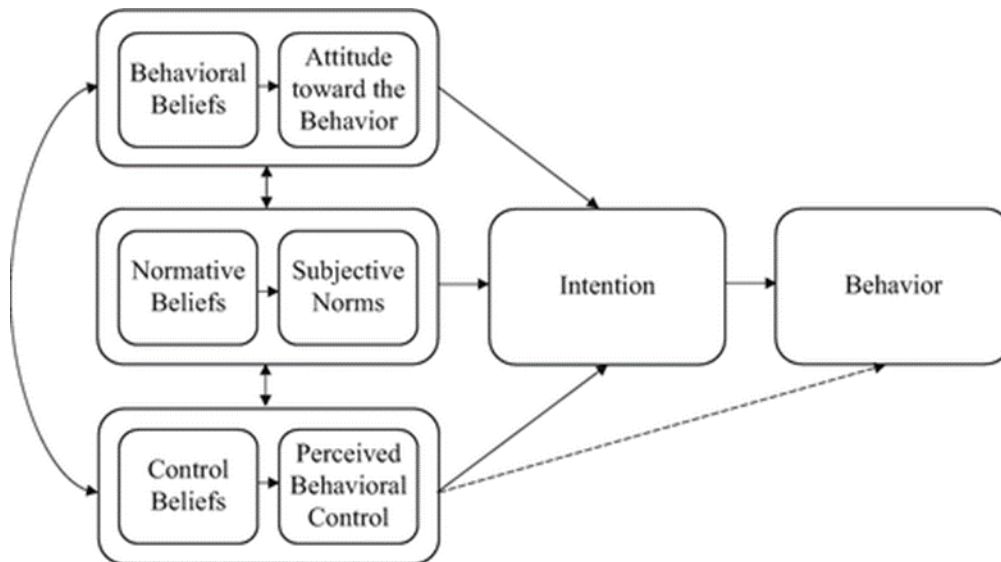 Behavioral
Beliefs
Attitude
toward the
Behavior
Normative
Beliefs
Subjective
Norms
Control
Beliefs
Perceived
Behavioral
Control
Intention
Behavior